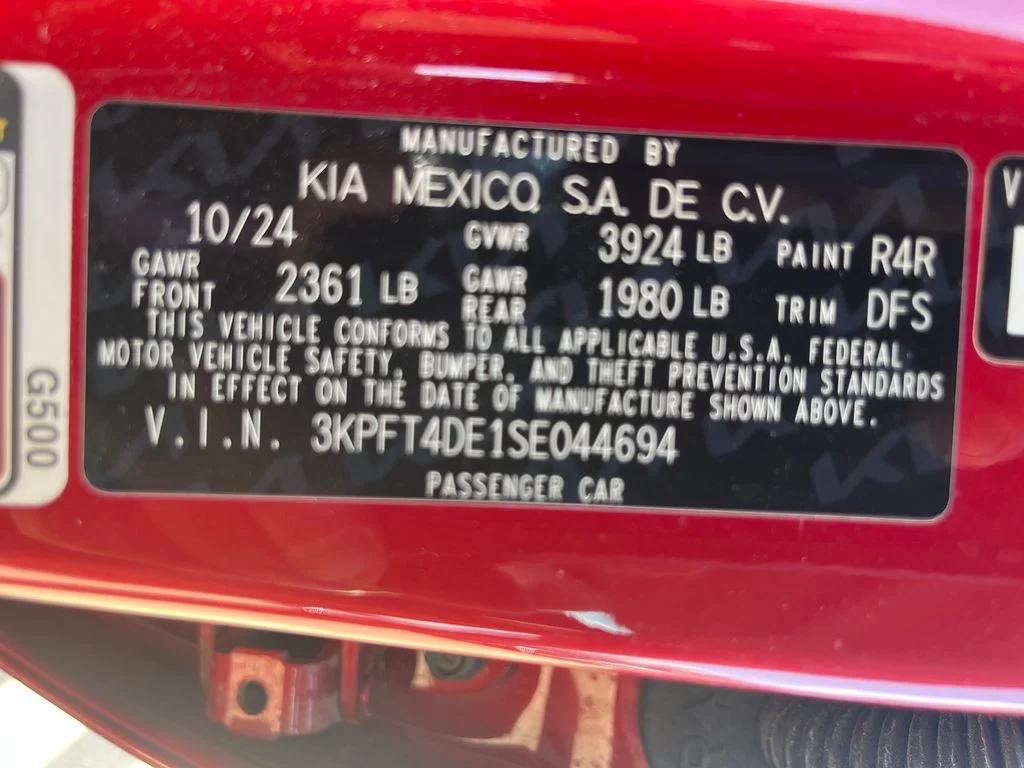 MANUFACTURED BY
KIA MEXICO S.A. DE C.V.
10/24 GVWR 3924 LB PAINT R4R
GAWR FRONT 2361 LB GAWR REAR 1980 LB TRIM DFS
THIS VEHICLE CONFORMS TO ALL APPLICABLE U.S.A. FEDERAL
MOTOR VEHICLE SAFETY, BUMPER, AND THEFT PREVENTION STANDARDS
IN EFFECT ON THE DATE OF MANUFACTURE SHOWN ABOVE.
V.I.N. 3KPFT4DE1SE044694
PASSENGER CAR
G500
V